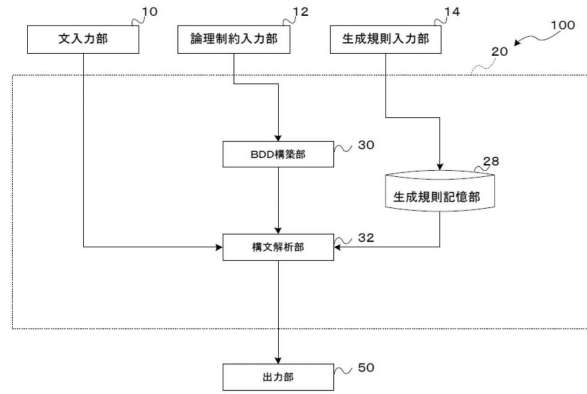 10
12
14
100
文入力部
論理制約入力部
生成規則入力部
20
BDD構築部
30
28
生成規則記憶部
構文解析部
32
出力部
50